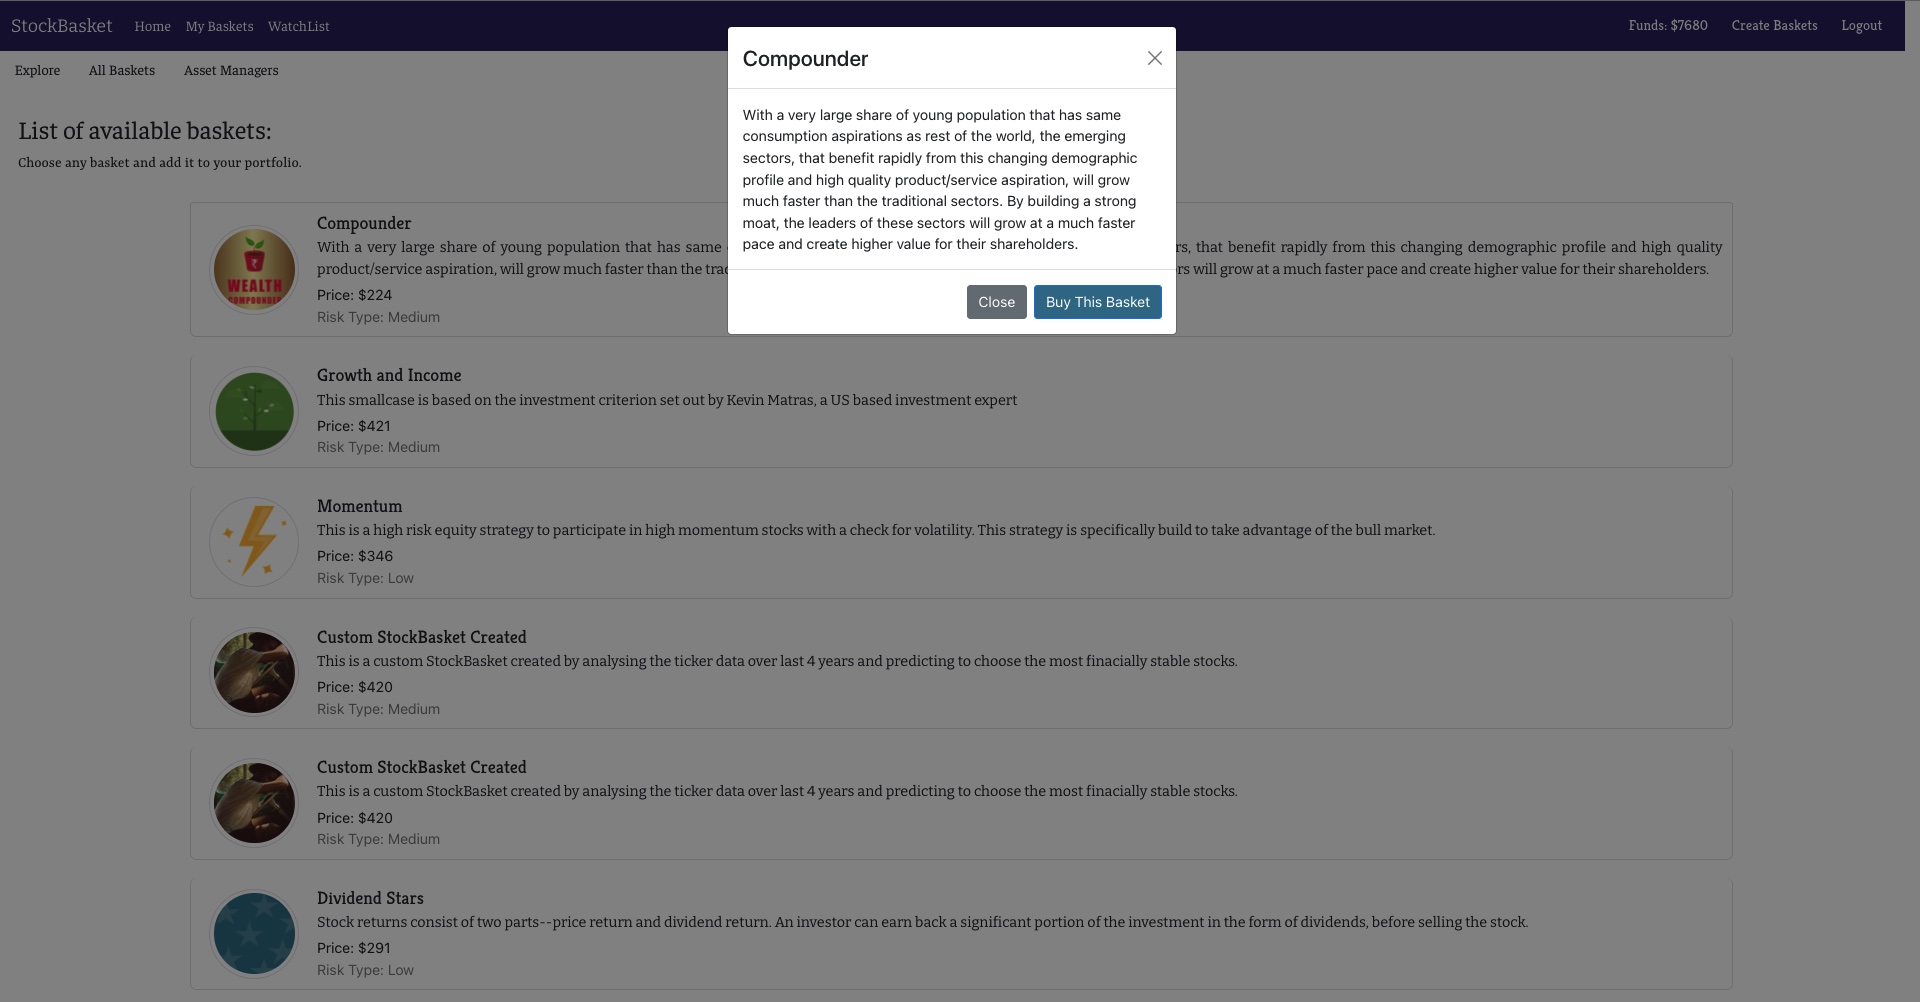 StockBasket Home My Baskets WatchList Funds: $7680 Create Baskets Logout
Explore All Baskets Asset Managers
Compounder
With a very large share of young population that has same
consumption aspirations as rest of the world, the emerging
sectors, that benefit rapidly from this changing demographic
profile and high quality product/service aspiration, will grow
much faster than the traditional sectors. By building a strong
moat, the leaders of these sectors will grow at a much faster
pace and create higher value for their shareholders.
Close Buy This Basket
List of available baskets:
Choose any basket and add it to your portfolio.
WEALTH
COMPOUNDER
Compounder
With a very large share of young population that has same rs, that benefit rapidly from this changing demographic profile and high quality
product/service aspiration, will grow much faster than the trad rs will grow at a much faster pace and create higher value for their shareholders.
Price: $224
Risk Type: Medium
Growth and Income
This smallcase is based on the investment criterion set out by Kevin Matras, a US based investment expert
Price: $421
Risk Type: Medium
Momentum
This is a high risk equity strategy to participate in high momentum stocks with a check for volatility. This strategy is specifically build to take advantage of the bull market.
Price: $346
Risk Type: Low
Custom StockBasket Created
This is a custom StockBasket created by analysing the ticker data over last 4 years and predicting to choose the most finacially stable stocks.
Price: $420
Risk Type: Medium
Custom StockBasket Created
This is a custom StockBasket created by analysing the ticker data over last 4 years and predicting to choose the most finacially stable stocks.
Price: $420
Risk Type: Medium
Dividend Stars
Stock returns consist of two parts--price return and dividend return. An investor can earn back a significant portion of the investment in the form of dividends, before selling the stock.
Price: $291
Risk Type: Low